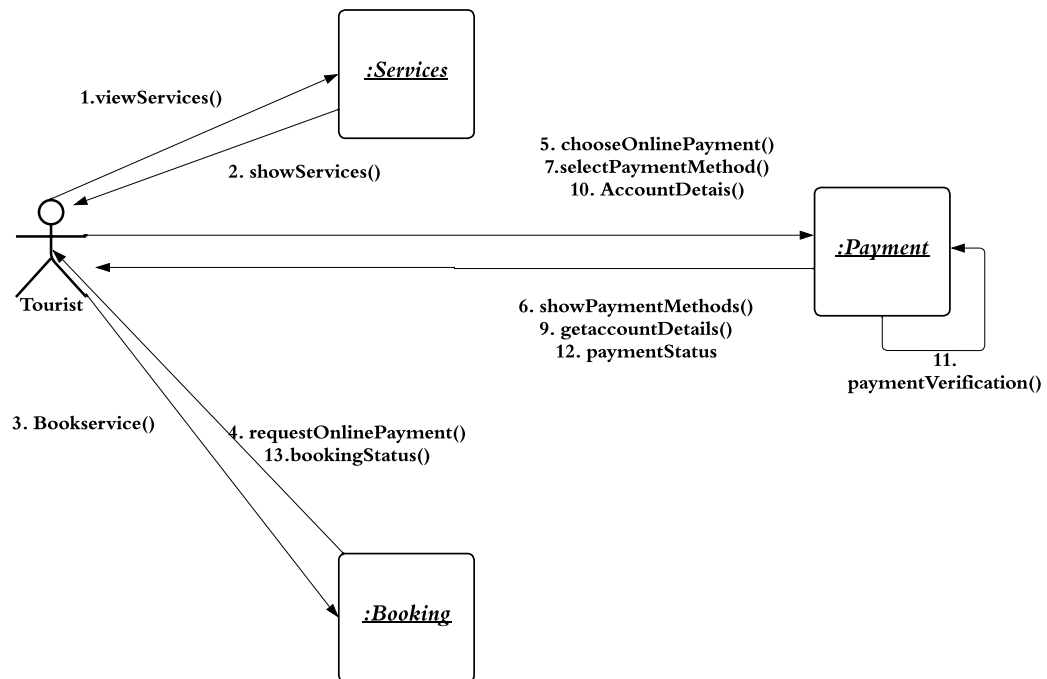 :Services
1.viewServices()
2. showServices()
5. chooseOnlinePayment()
7.selectPaymentMethod()
10. AccountDetais()
:Payment
Tourist
6. showPaymentMethods()
9. getaccountDetails()
12. paymentStatus
11.
paymentVerification()
3. Bookservice()
4. requestOnlinePayment()
13.bookingStatus()
:Booking